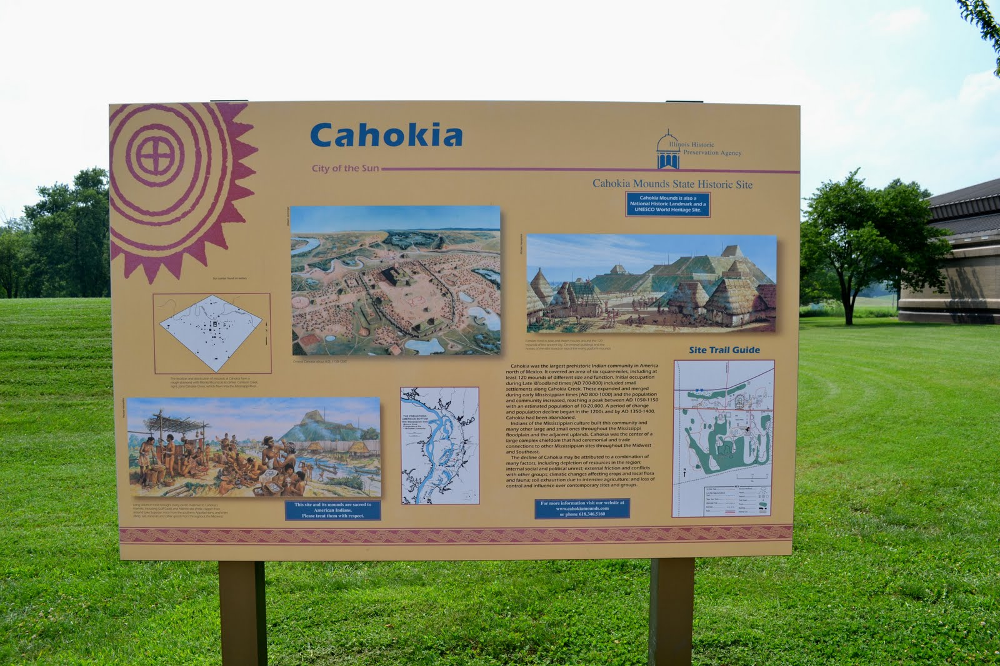 Cahokia
City of the Sun
Illinois Historic
Preservation Agency
Cahokia Mounds State Historic Site
Cahokia Mounds is also a
National Historic Landmark and a
UNESCO World Heritage Site.
Central Cahokia about A.D. 1150-1200
The location and distribution of mounds at Cahokia form a
Site Trail Guide
Cahokia was the largest prehistoric Indian community in America
north of Mexico. It covered an area of six square-miles, including at
least 120 mounds of different size and function. Initial occupation
during Late Woodland times (AD 700-800) included small
settlements along Cahokia Creek. These expanded and merged
during early Mississippian times (AD 800-1000) and the population
and community increased, reaching a peak between AD 1050-1150
with an estimated population of 10-20,000. A period of change
and population decline began in the 1200s and by AD 1350-1400,
Cahokia had been abandoned.
Indians of the Mississippian culture built this community and
many other large and small ones throughout the Mississippi
floodplain and the adjacent uplands. Cahokia was the center of a
large complex chiefdom that had ceremonial and trade
connections to other Mississippian sites throughout the Midwest
and Southeast.
The decline of Cahokia may be attributed to a combination of
many factors, including depletion of resources in the region;
internal social and political unrest; external friction and conflicts
with other groups; climatic changes affecting crops and local flora
and fauna; soil exhaustion due to intensive agriculture; and loss of
control and influence over contemporary sites and groups.
THE PREHISTORIC
AMERICAN BOTTOM
This site and its mounds are sacred to
American Indians.
Please treat them with respect.
For more information visit our website at
www.cahokiamounds.com
or phone 618.346.5160
N
KEY